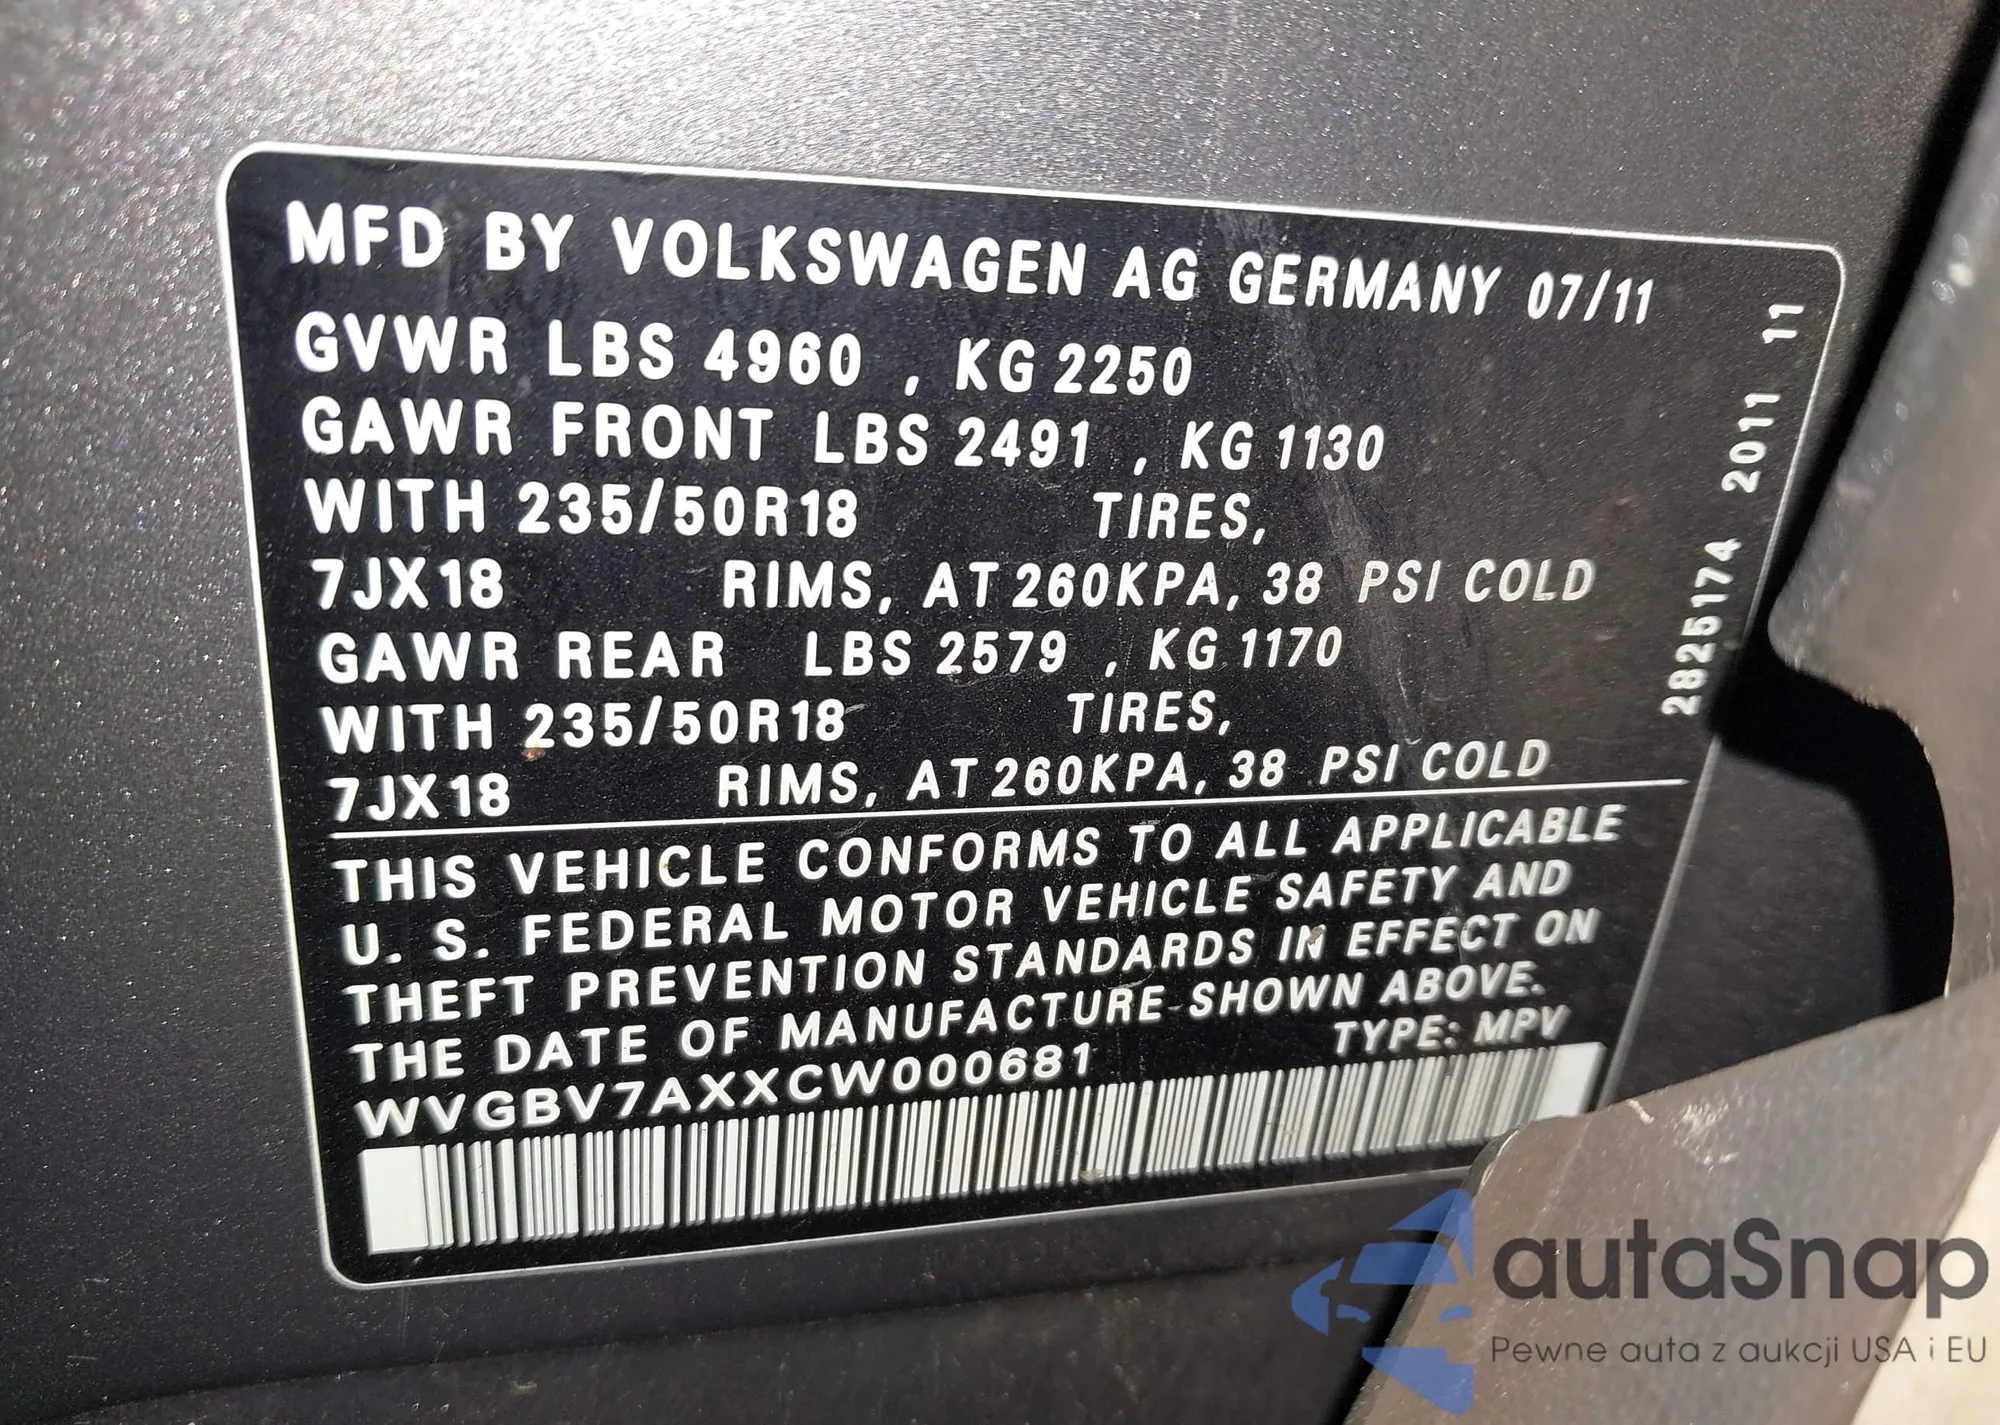 MFD BY VOLKSWAGEN AG GERMANY 07/11
GVWR LBS 4960 , KG 2250
GAWR FRONT LBS 2491 , KG 1130
WITH 235/50R18 TIRES,
7JX18 RIMS, AT 260KPA, 38 PSI COLD
GAWR REAR LBS 2579 , KG 1170
WITH 235/50R18 TIRES,
7JX18 RIMS, AT 260KPA, 38 PSI COLD
THIS VEHICLE CONFORMS TO ALL APPLICABLE
U. S. FEDERAL MOTOR VEHICLE SAFETY AND
THEFT PREVENTION STANDARDS IN EFFECT ON
THE DATE OF MANUFACTURE SHOWN ABOVE.
WVGBV7AXXCW000681 TYPE: MPV
2825174 2011 11
autaSnap
Pewne auta z aukcji USA i EU